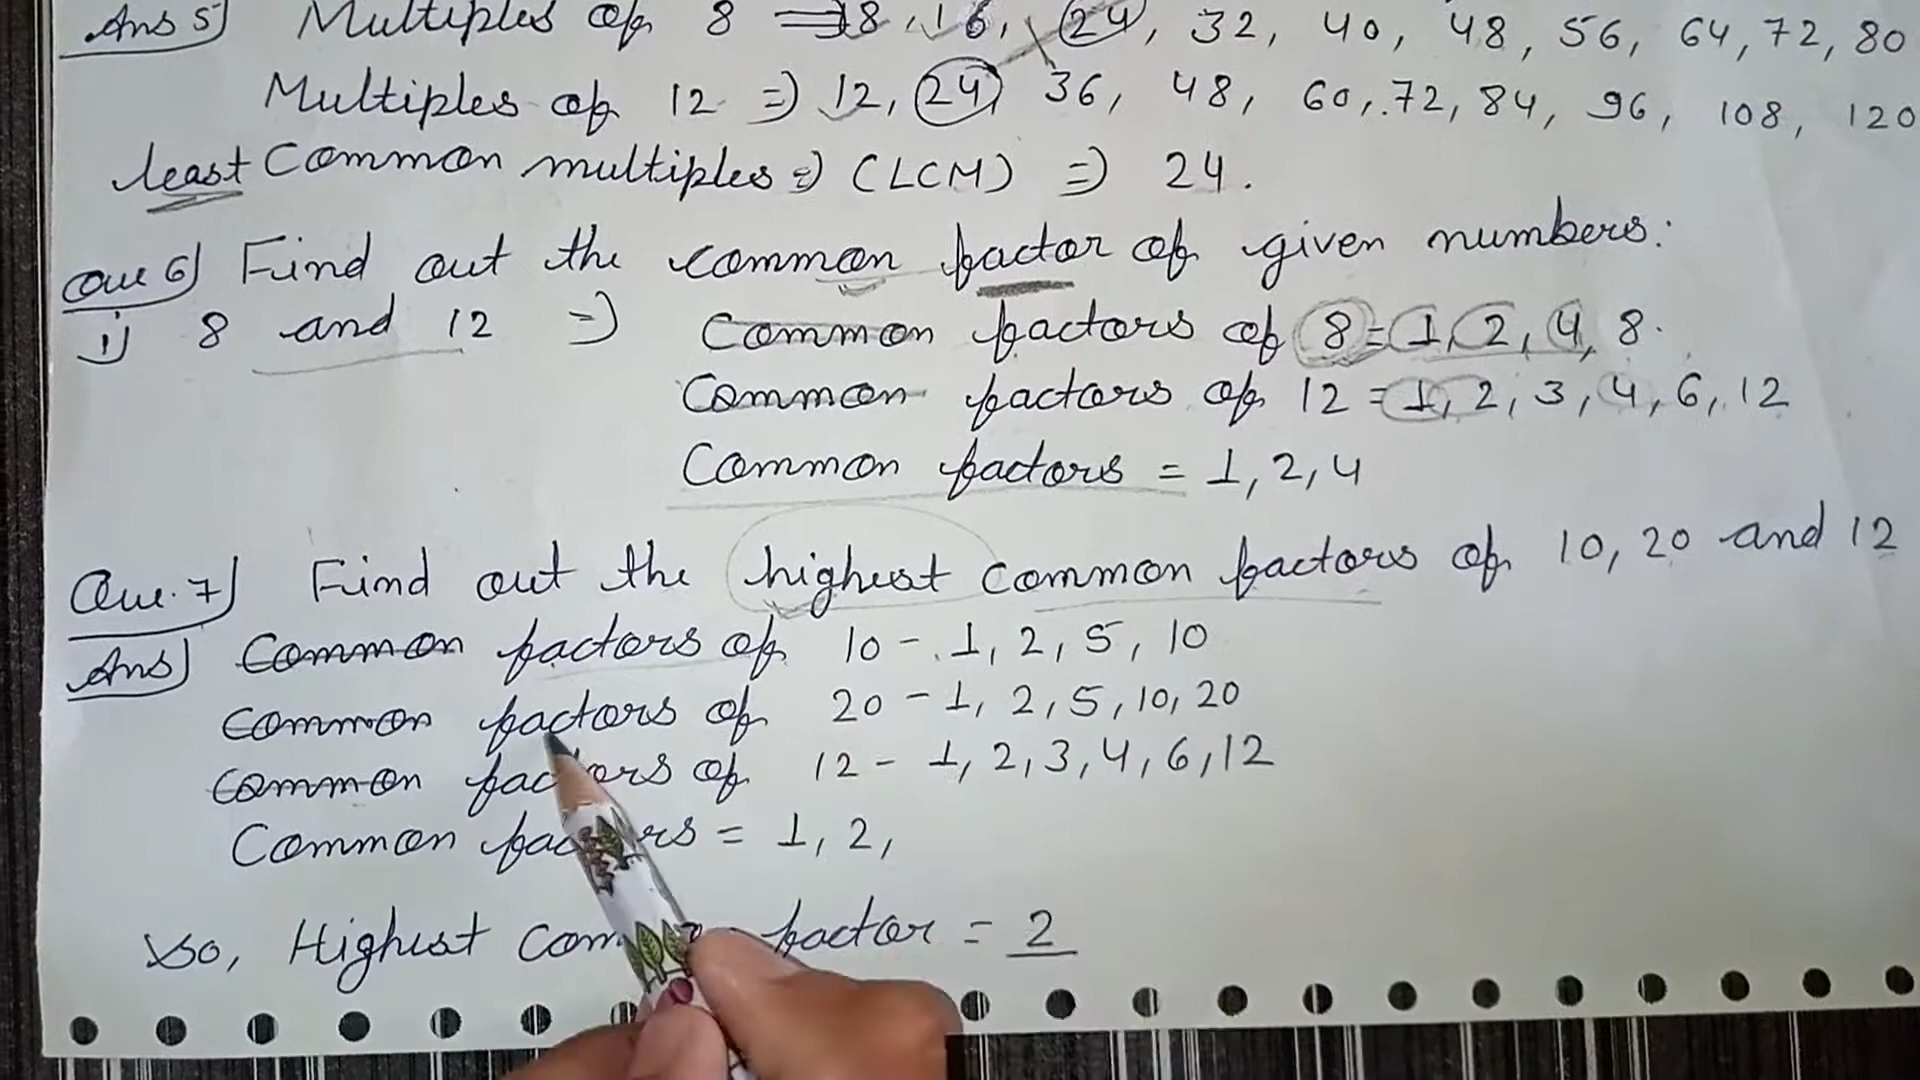 Ans 5) Multiples of 8 => 8, 16, 24, 32, 40, 48, 56, 64, 72, 80
Multiples of 12 => 12, 24, 36, 48, 60, 72, 84, 96, 108, 120
least Common multiples => (LCM) => 24.
Que 6) Find out the common factor of given numbers:
i) 8 and 12 => Common factors of 8 = 1, 2, 4, 8.
Common factors of 12 = 1, 2, 3, 4, 6, 12
Common factors = 1, 2, 4
Que. 7) Find out the highest common factors of 10, 20 and 12
Ans) Common factors of 10 - 1, 2, 5, 10
Common factors of 20 - 1, 2, 5, 10, 20
Common factors of 12 - 1, 2, 3, 4, 6, 12
Common factors = 1, 2,
So, Highest common factor = 2